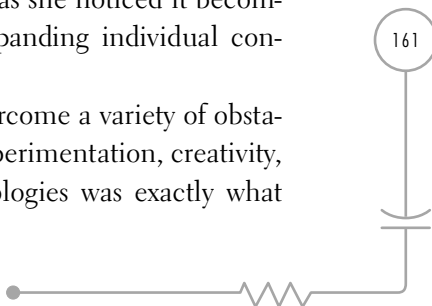 as she noticed it becom-
panding individual con-
rcome a variety of obsta-
perimentation, creativity,
ologies was exactly what
161